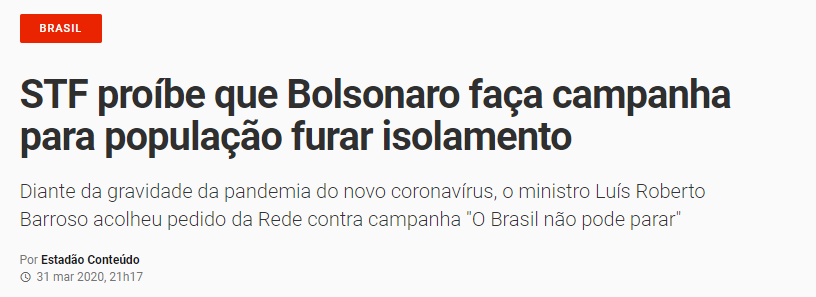 BRASIL
STF proíbe que Bolsonaro faça campanha
para população furar isolamento
Diante da gravidade da pandemia do novo coronavírus, o ministro Luís Roberto
Barroso acolheu pedido da Rede contra campanha "O Brasil não pode parar"
Por Estadão Conteúdo
31 mar 2020, 21h17